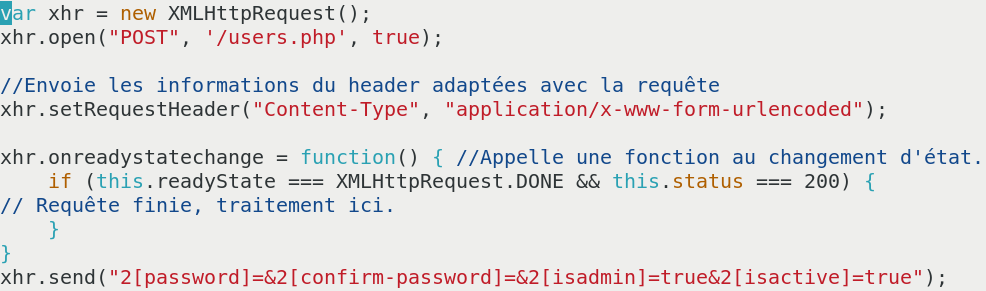 var xhr = new XMLHttpRequest();
xhr.open("POST", '/users.php', true);
//Envoie les informations du header adaptées avec la requête
xhr.setRequestHeader("Content-Type", "application/x-www-form-urlencoded");
xhr.onreadystatechange = function() { //Appelle une fonction au changement d'état.
    if (this.readyState === XMLHttpRequest.DONE && this.status === 200) {
// Requête finie, traitement ici.
    }
}
xhr.send("2[password]=&2[confirm-password]=&2[isadmin]=true&2[isactive]=true");